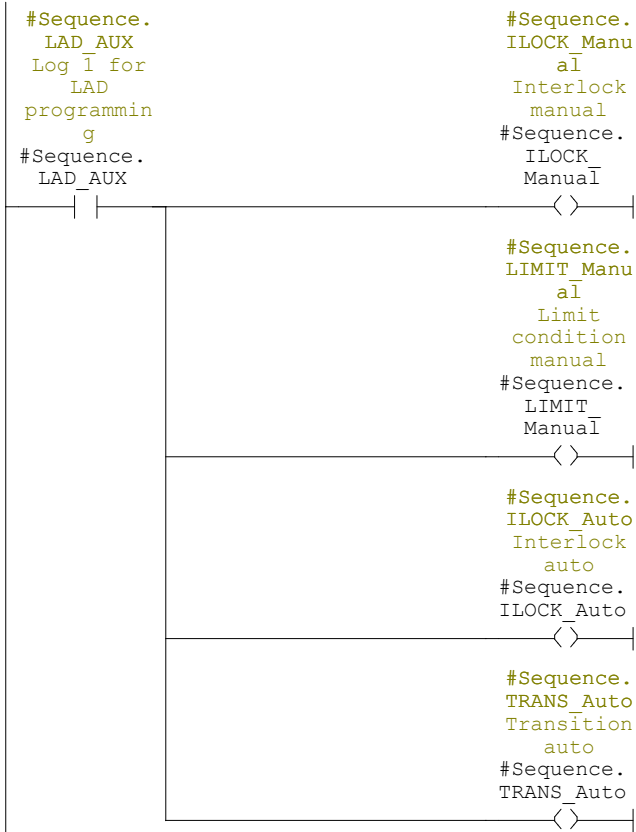 #Sequence.
LAD_AUX
Log 1 for
LAD
programmin
g
#Sequence.
LAD_AUX
#Sequence.
ILOCK_Manu
al
Interlock
manual
#Sequence.
ILOCK_
Manual
#Sequence.
LIMIT_Manu
al
Limit
condition
manual
#Sequence.
LIMIT_
Manual
#Sequence.
ILOCK_Auto
Interlock
auto
#Sequence.
ILOCK_Auto
#Sequence.
TRANS_Auto
Transition
auto
#Sequence.
TRANS_Auto